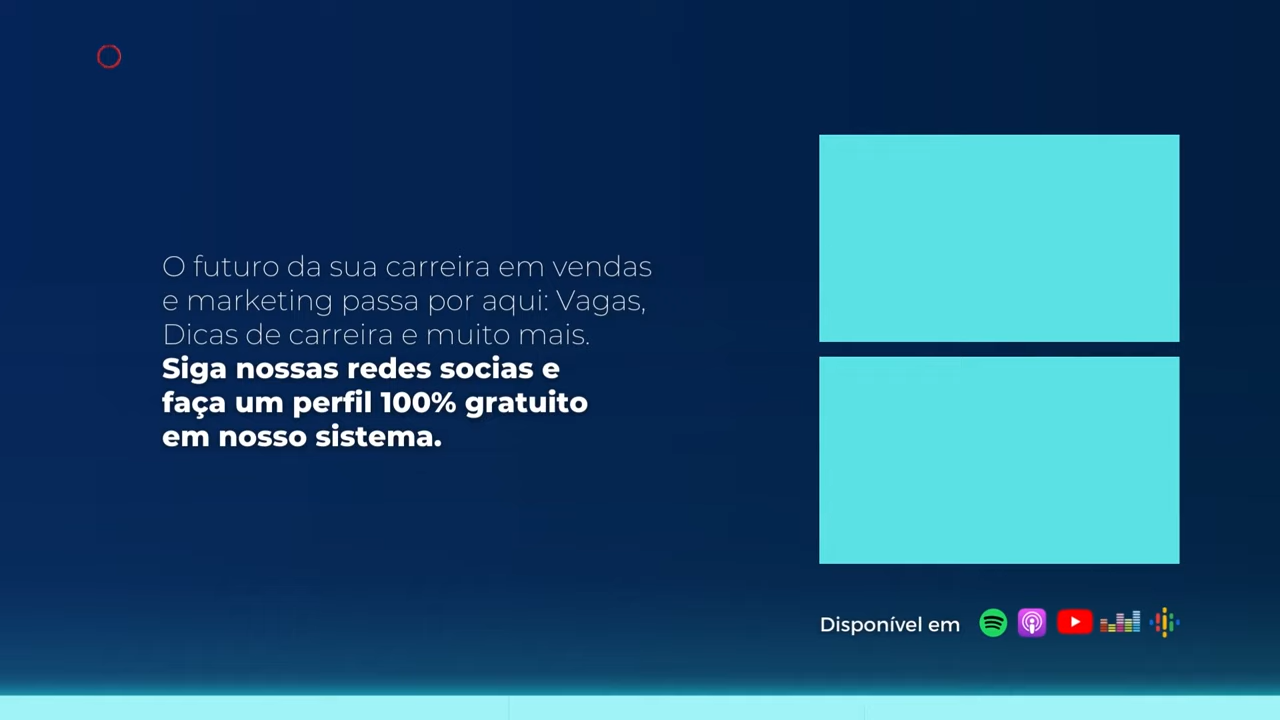 O futuro da sua carreira em vendas
e marketing passa por aqui: Vagas,
Dicas de carreira e muito mais.
Siga nossas redes socias e
faça um perfil 100% gratuito
em nosso sistema.
Disponível em